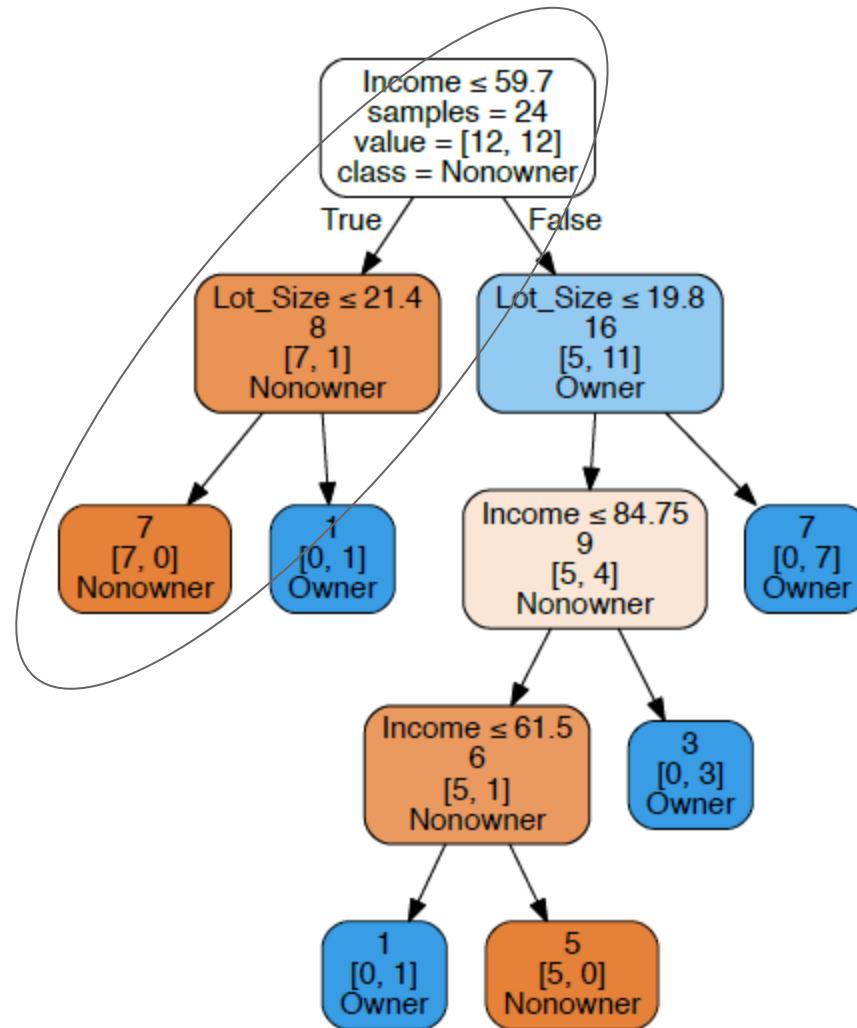 Income ≤ 59.7
samples = 24
value = [12, 12]
class = Nonowner
True
False
Lot_Size ≤ 21.4
8
[7, 1]
Nonowner
Lot_Size ≤ 19.8
16
[5, 11]
Owner
7
[7, 0]
Nonowner
1
[0, 1]
Owner
Income ≤ 84.75
9
[5, 4]
Nonowner
7
[0, 7]
Owner
Income ≤ 61.5
6
[5, 1]
Nonowner
3
[0, 3]
Owner
1
[0, 1]
Owner
5
[5, 0]
Nonowner